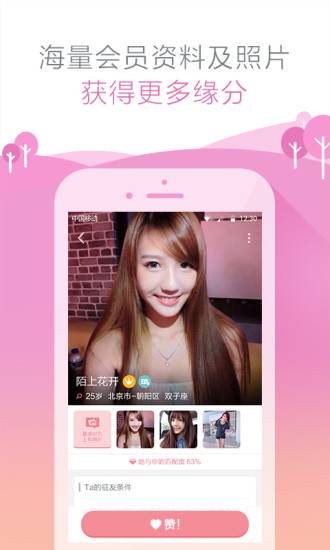 海量会员资料及照片
获得更多缘分
中国移动 12:30
陌上花开
25岁 北京市-朝阳区 双子座
她与你的匹配度 63%
Ta的征友条件
赞!